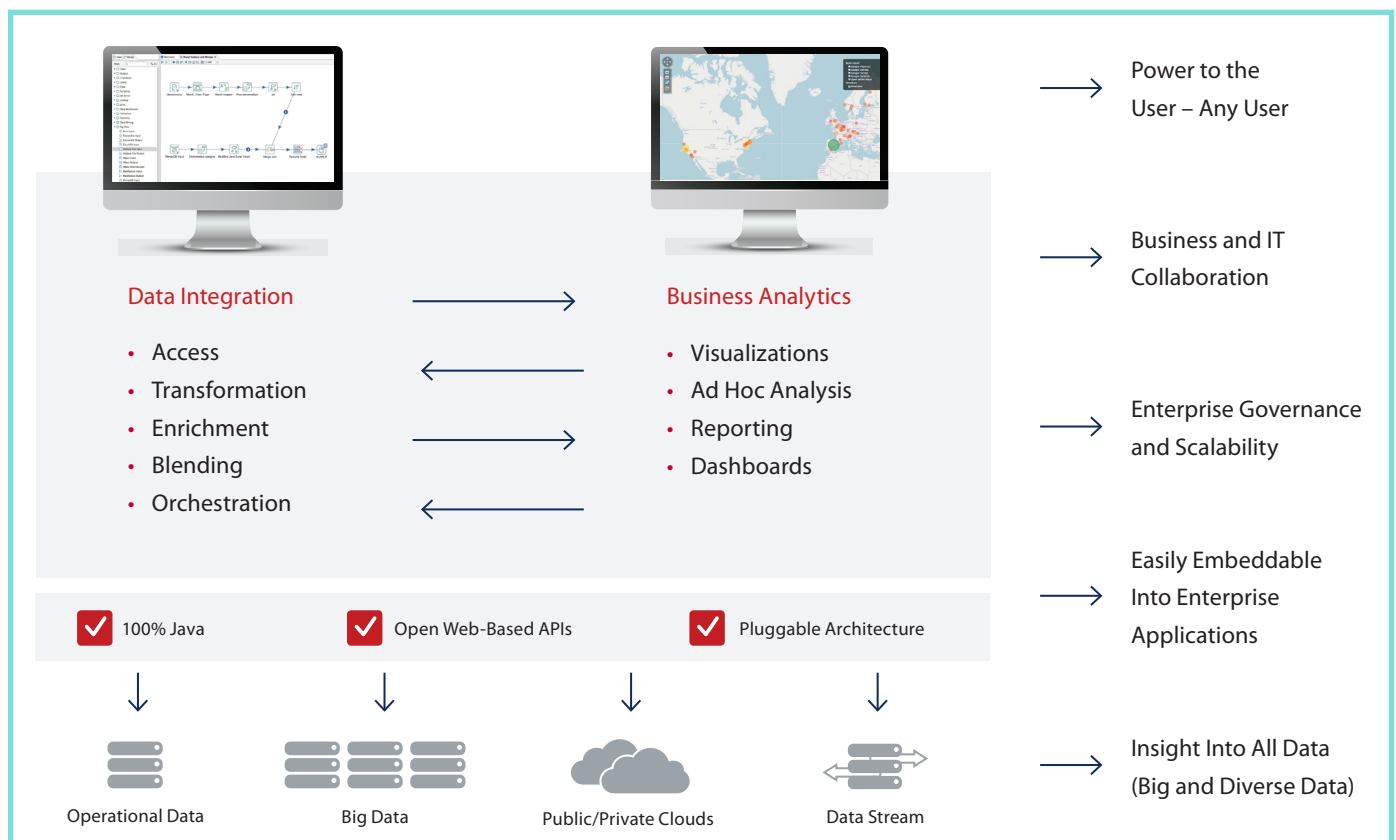 Power to the
User – Any User
Business and IT
Collaboration
Data Integration
Business Analytics
• Access
• Transformation
• Enrichment
• Blending
• Orchestration
• Visualizations
• Ad Hoc Analysis
• Reporting
• Dashboards
Enterprise Governance
and Scalability
Easily Embeddable
Into Enterprise
Applications
100% Java
Open Web-Based APIs
Pluggable Architecture
Insight Into All Data
(Big and Diverse Data)
Operational Data
Big Data
Public/Private Clouds
Data Stream